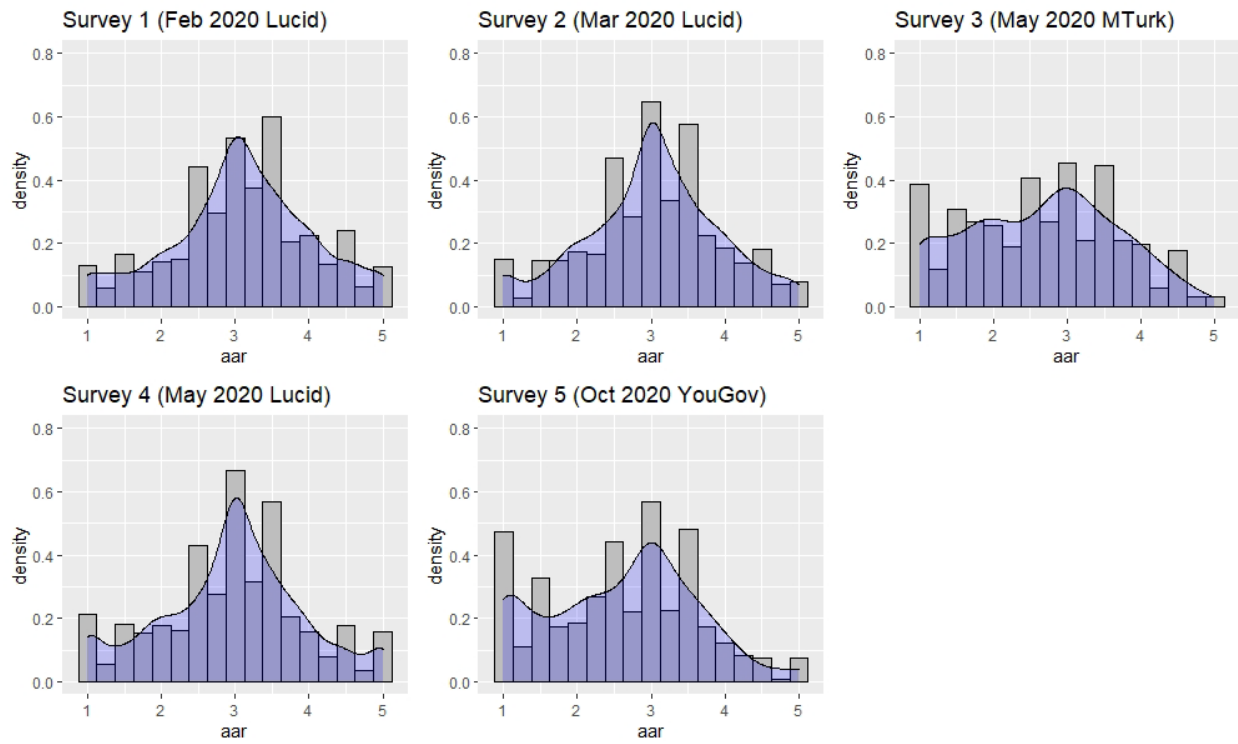 Survey 1 (Feb 2020 Lucid)
0.8
0.6
0.4
0.2
0.0
density
1 2 3 4 5
aar
Survey 2 (Mar 2020 Lucid)
0.8
0.6
0.4
0.2
0.0
density
1 2 3 4 5
aar
Survey 3 (May 2020 MTurk)
0.8
0.6
0.4
0.2
0.0
density
1 2 3 4 5
aar
Survey 4 (May 2020 Lucid)
0.8
0.6
0.4
0.2
0.0
density
1 2 3 4 5
aar
Survey 5 (Oct 2020 YouGov)
0.8
0.6
0.4
0.2
0.0
density
1 2 3 4 5
aar